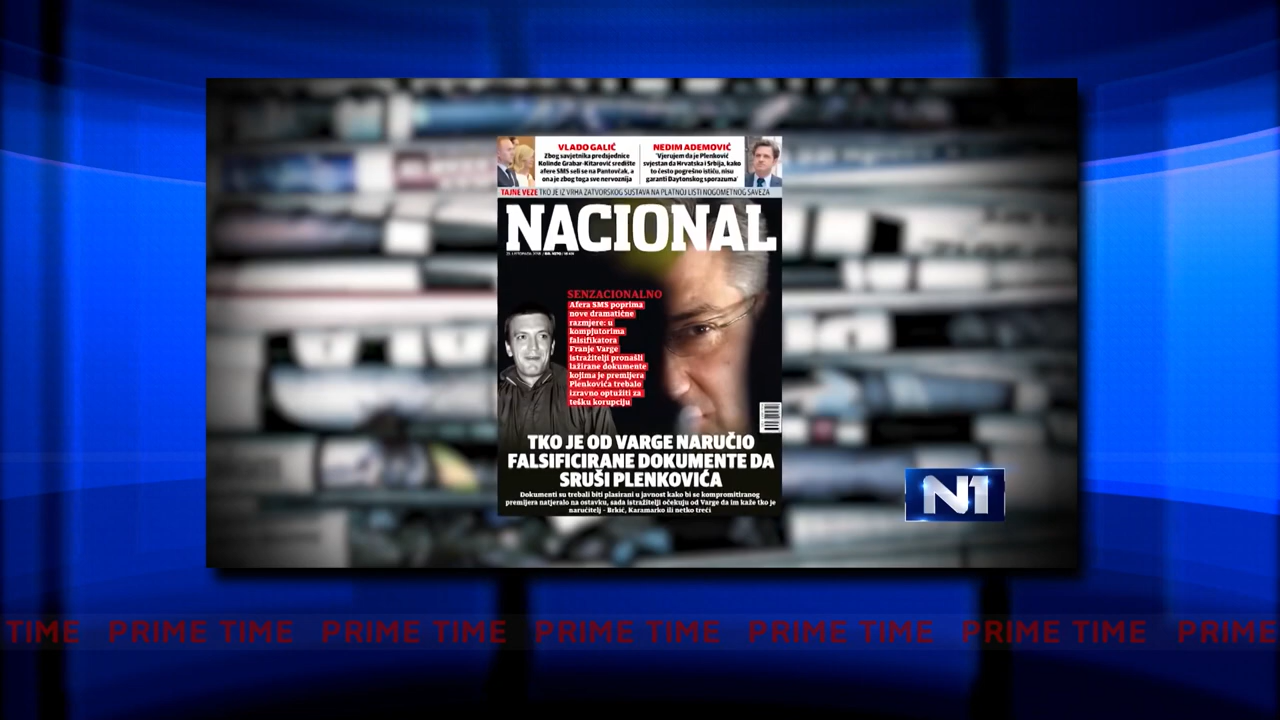 VLADO GALIĆ
Zbog savjetnika predsjednice
Kolinde Grabar-Kitarović središte
afere SMS seli se na Pantovčak, a
ona je zbog toga sve nervoznija
NEDIM ADEMOVIĆ
'Vjerujem da je Plenković
svjestan da Hrvatska i Srbija, kako
to često pogrešno ističu, nisu
garanti Daytonskog sporazuma'
TAJNE VEZE TKO JE IZ VRHA ZATVORSKOG SUSTAVA NA PLATNOJ LISTI NOGOMETNOG SAVEZA
NACIONAL
SENZACIONALNO
Afera SMS poprima
nove dramatične
razmjere: u
kompjutorima
falsifikatora
Franje Varge
istražitelji pronašli
lažirane dokumente
kojima je premijera
Plenkovića trebalo
izravno optužiti za
tešku korupciju
TKO JE OD VARGE NARUČIO
FALSIFICIRANE DOKUMENTE DA
SRUŠI PLENKOVIĆA
Dokumenti su trebali biti plasirani u javnost kako bi se kompromitiranog
premijera natjeralo na ostavku, sada istražitelji očekuju od Varge da im kaže tko je
naručitelj - Brkić, Karamarko ili netko treći
N1
TIME PRIME TIME PRIME TIME PRIME TIME PRIME TIME PRIME TIME PRIME